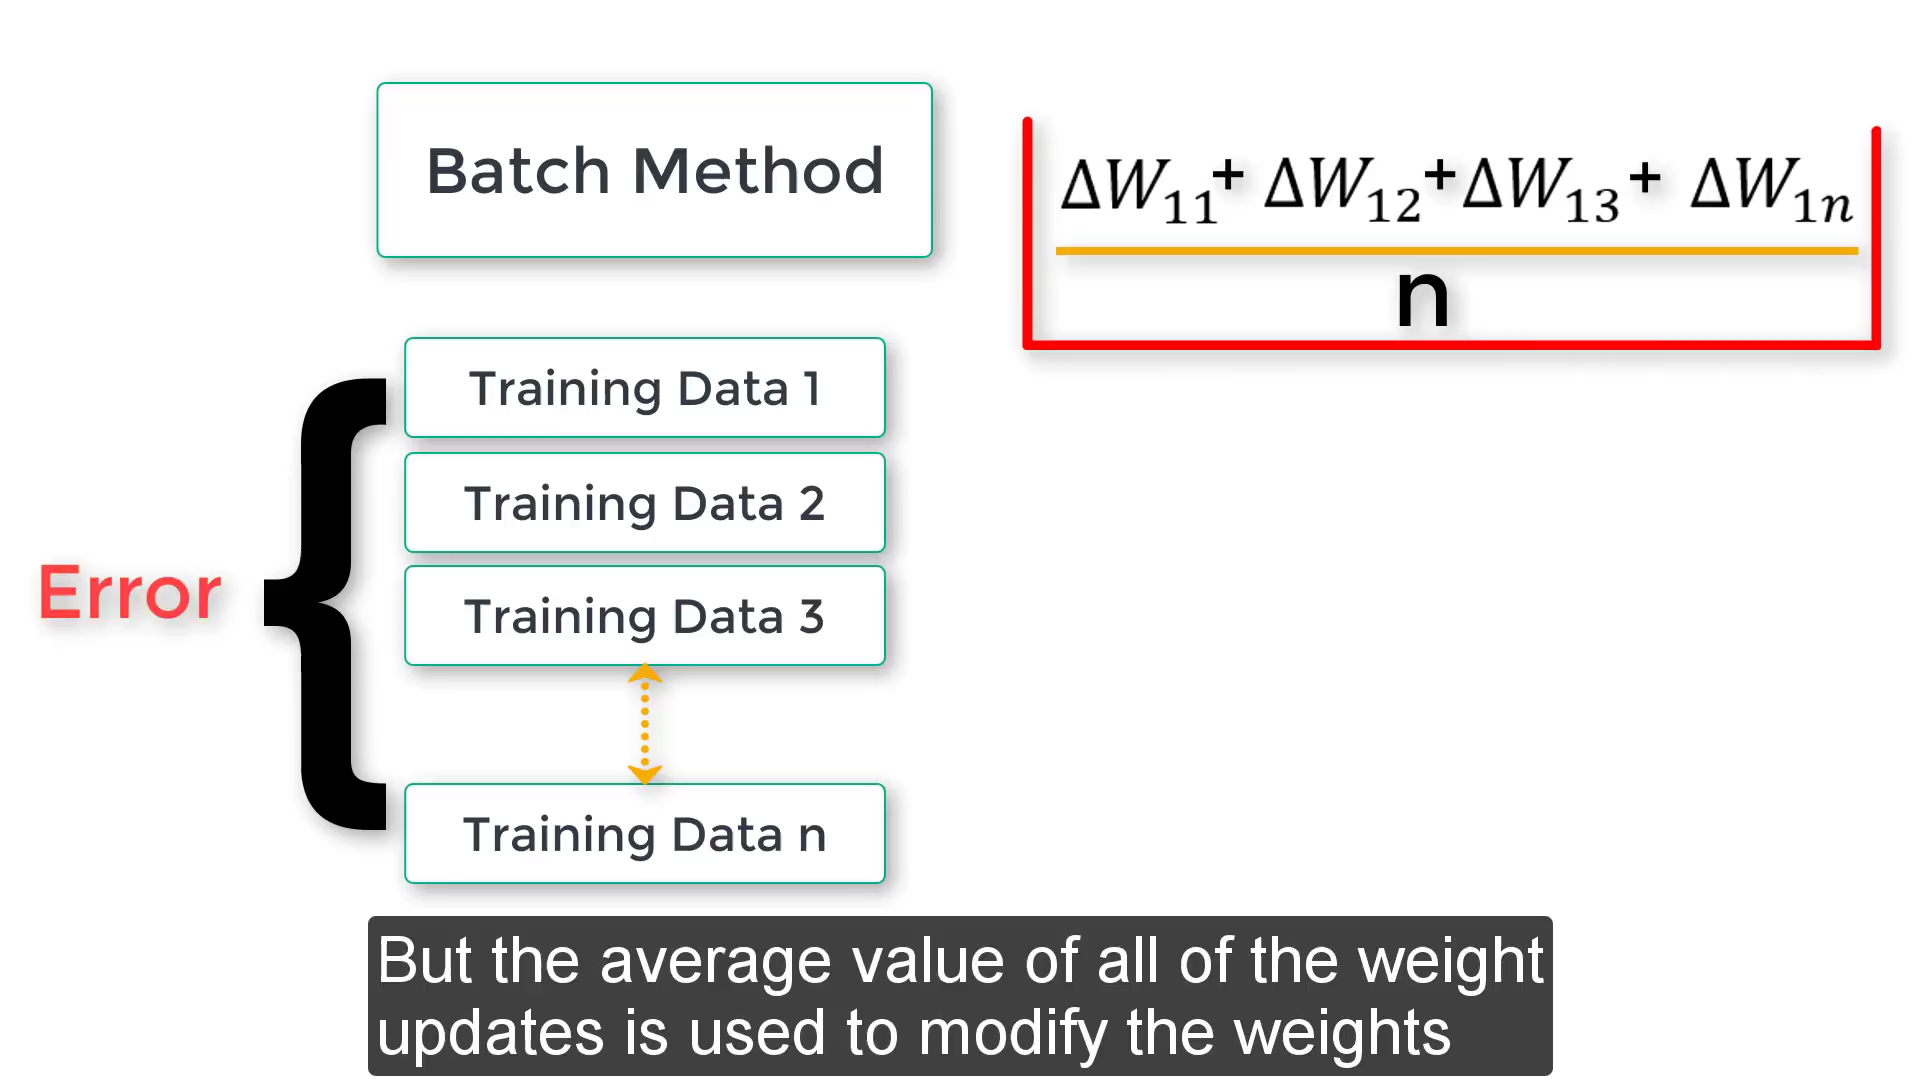 Batch Method
ΔW₁₁+ ΔW₁₂+ΔW₁₃+ ΔW₁ₙ
n
Training Data 1
Training Data 2
Training Data 3
Error
Training Data n
But the average value of all of the weight
updates is used to modify the weights